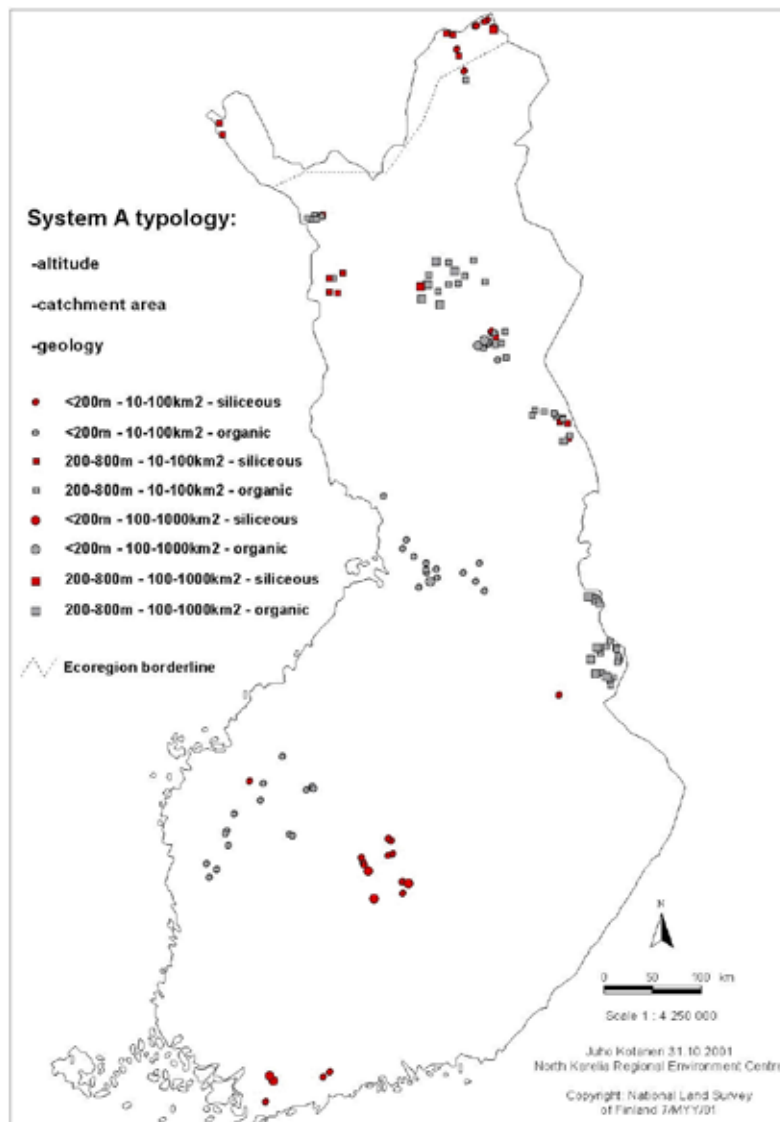 System A typology:
-altitude
-catchment area
-geology
<200m - 10-100km2 - siliceous
<200m - 10-100km2 - organic
200-800m - 10-100km2 - siliceous
200-800m - 10-100km2 - organic
<200m - 100-1000km2 - siliceous
<200m - 100-1000km2 - organic
200-800m - 100-1000km2 - siliceous
200-800m - 100-1000km2 - organic
Ecoregion borderline
N
0 50 100 km
Scale 1 : 4 250 000
Juho Kotanen 31.10.2001
North Karelia Regional Environment Centre
Copyright: National Land Survey
of Finland 7/MYY/01